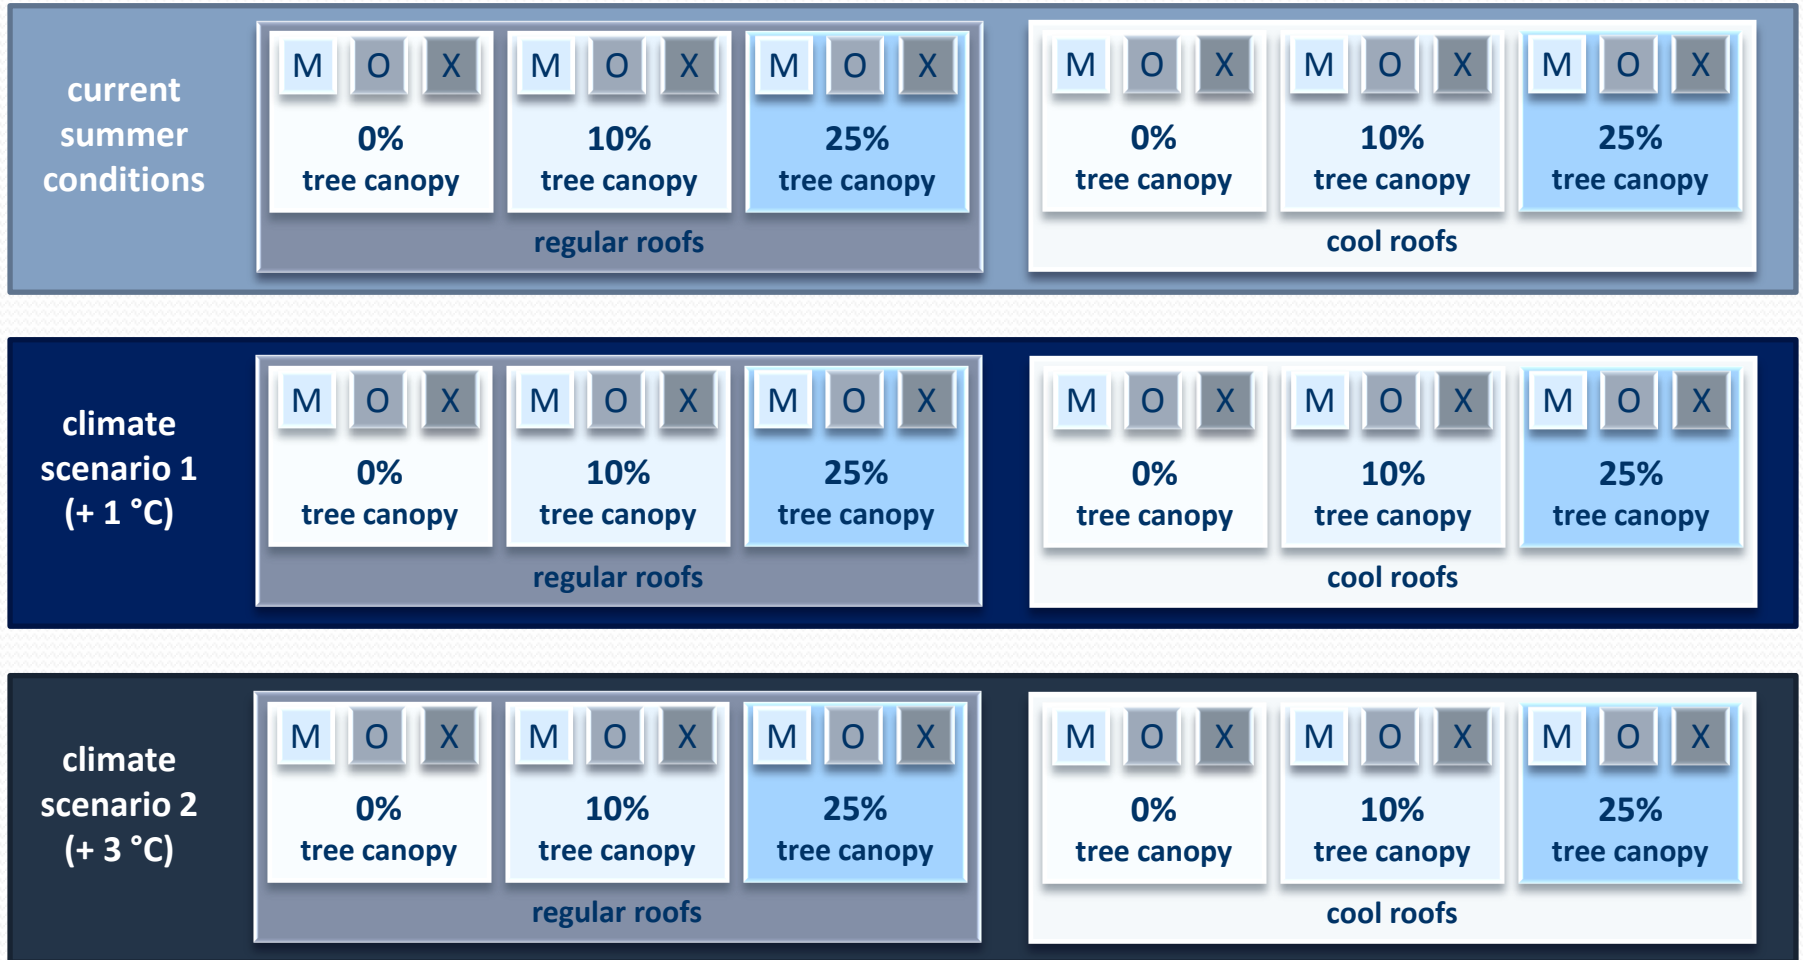 current
summer
conditions
M O X M O X M O X M O X M O X M O X
0% 10% 25% 0% 10% 25%
tree canopy tree canopy tree canopy tree canopy tree canopy tree canopy
regular roofs cool roofs
climate
scenario 1
(+ 1 °C)
M O X M O X M O X M O X M O X M O X
0% 10% 25% 0% 10% 25%
tree canopy tree canopy tree canopy tree canopy tree canopy tree canopy
regular roofs cool roofs
climate
scenario 2
(+ 3 °C)
M O X M O X M O X M O X M O X M O X
0% 10% 25% 0% 10% 25%
tree canopy tree canopy tree canopy tree canopy tree canopy tree canopy
regular roofs cool roofs